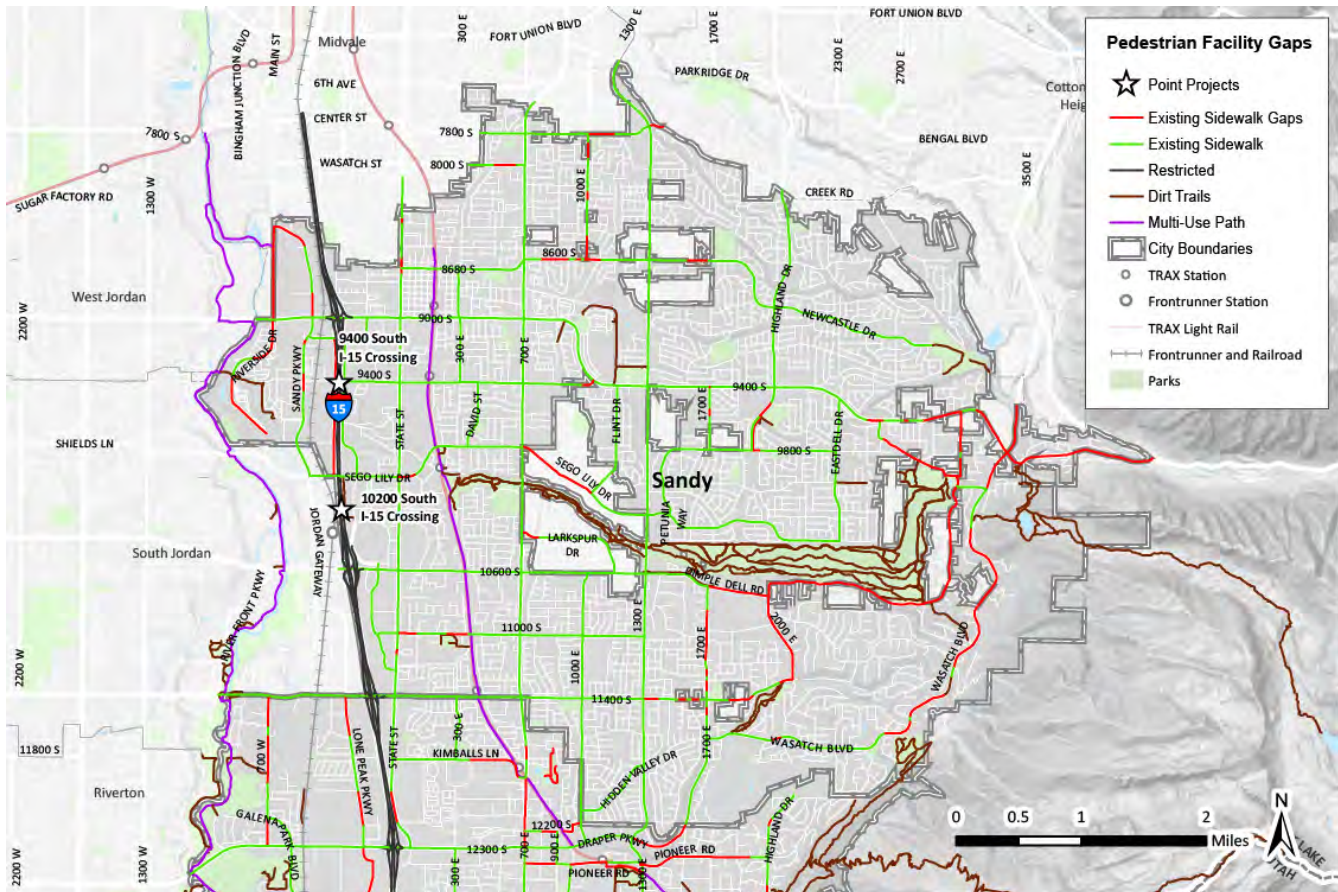 FORT UNION BLVD
FORT UNION BLVD
300 E
1300 E
1700 E
2300 E
2700 E
BINGHAM JUNCTION BLVD
MAIN ST
Midvale
6TH AVE
CENTER ST
WASATCH ST
PARKRIDGE DR
BENGAL BLVD
3500 E
7800 S
7800 S
8000 S
SUGAR FACTORY RD
1300 W
1000 E
CREEK RD
8600 S
8680 S
West Jordan
2200 W
9000 S
300 E
700 E
HIGHLAND DR
NEWCASTLE DR
RIVERSIDE DR
SANDY PKWY
9400 South
I-15 Crossing
9400 S
9400 S
15
STATE ST
DAVID ST
FLINT DR
1700 E
EASTDELL DR
9800 S
SHIELDS LN
SEGO LILY DR
SEGO LILY DR
Sandy
10200 South
I-15 Crossing
PETUNIA
WAY
LARKSPUR
DR
JORDAN GATEWAY
South Jordan
10600 S
DIMPLE DELL RD
RIVER FRONT PKWY
11000 S
1300 E
1700 E
2000 E
WASATCH BLVD
2200 W
1000 E
11400 S
11800 S
700 W
LONE PEAK PKWY
STATE ST
300 E
KIMBALLS LN
1700 E
WASATCH BLVD
HIDDEN VALLEY DR
Riverton
GALENA PARK BLVD
12200 S
12300 S
DRAPER PKWY
PIONEER RD
PIONEER RD
HIGHLAND DR
2200 W
1300 W
300 E
700 E
900 E
1300 E
Pedestrian Facility Gaps
Point Projects
Existing Sidewalk Gaps
Existing Sidewalk
Restricted
Dirt Trails
Multi-Use Path
City Boundaries
TRAX Station
Frontrunner Station
TRAX Light Rail
Frontrunner and Railroad
Parks
0 0.5 1 2
Miles
N
LAKE
UTAH